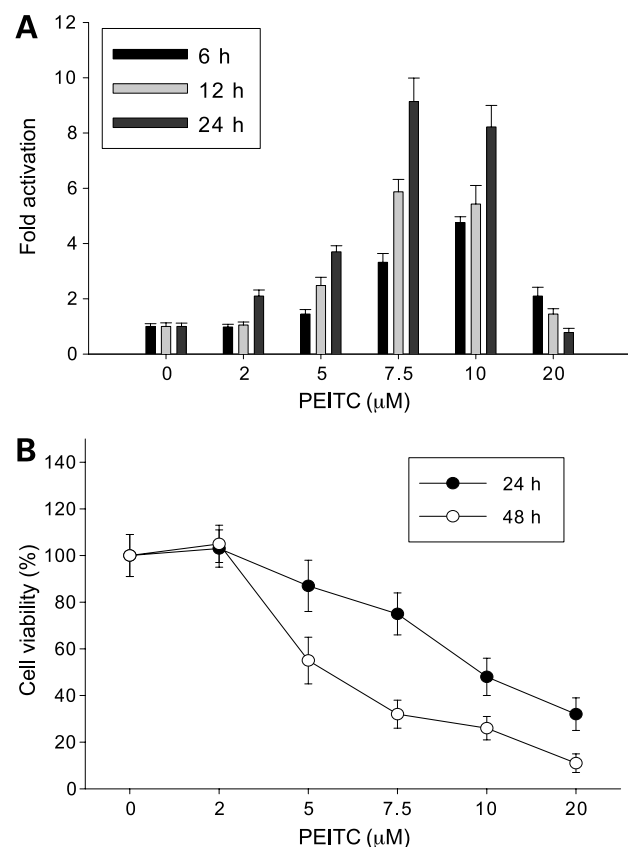 A
6 h
12 h
24 h
Fold activation
12
10
8
6
4
2
0
0 2 5 7.5 10 20
PEITC (µM)
B
24 h
48 h
Cell viability (%)
140
120
100
80
60
40
20
0
0 2 5 7.5 10 20
PEITC (µM)